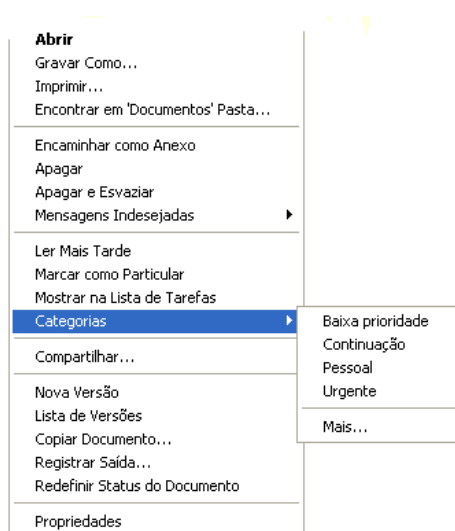 Abrir
Gravar Como...
Imprimir...
Encontrar em 'Documentos' Pasta...
Encaminhar como Anexo
Apagar
Apagar e Esvaziar
Mensagens Indesejadas
Ler Mais Tarde
Marcar como Particular
Mostrar na Lista de Tarefas
Categorias
Compartilhar...
Nova Versão
Lista de Versões
Copiar Documento...
Registrar Saída...
Redefinir Status do Documento
Propriedades
Baixa prioridade
Continuação
Pessoal
Urgente
Mais...